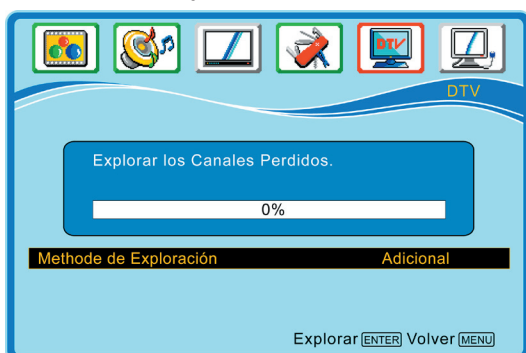 DTV
DTV
Explorar los Canales Perdidos.
0%
Methode de Exploración Adicional
Explorar ENTER Volver MENU